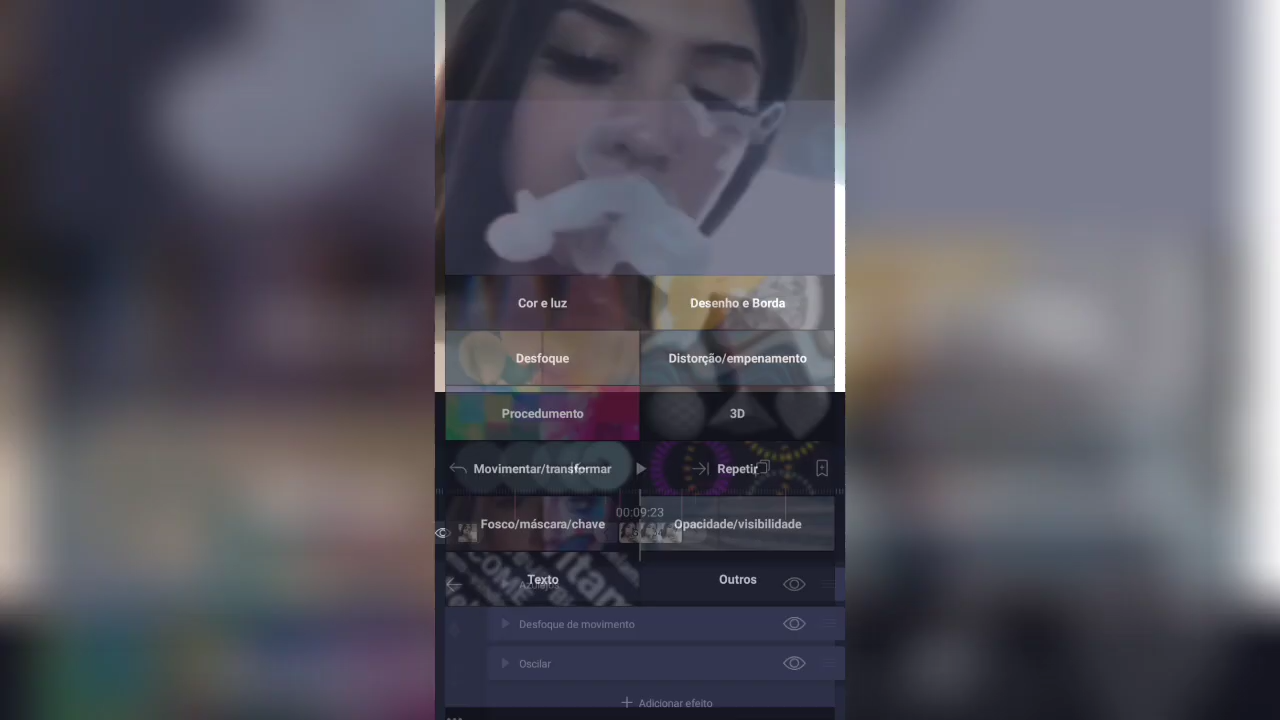 Cor e luz
Desenho e Borda
Desfoque
Distorção/empenamento
Procedumento
3D
Movimentar/transformar
Repetir
00:09:23
Fosco/máscara/chave
Opacidade/visibilidade
Texto
Outros
Azulejos
Desfoque de movimento
Oscilar
+ Adicionar efeito